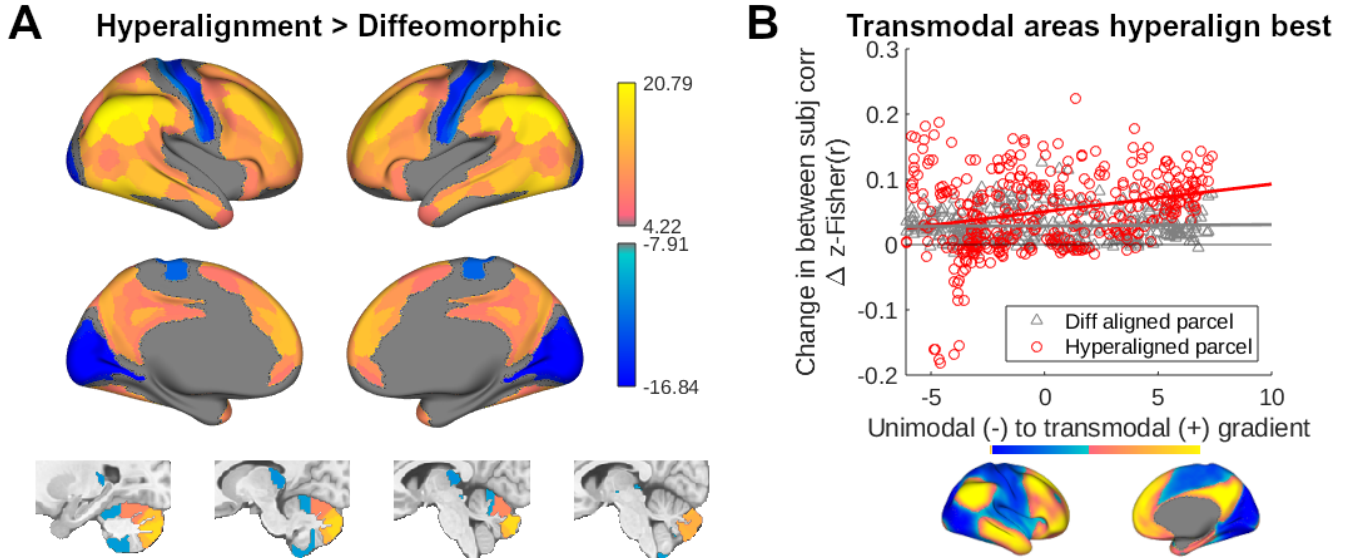 A
Hyperalignment > Diffeomorphic
20.79
4.22
-7.91
-16.84
B
Transmodal areas hyperalign best
Change in between subj corr
Δ z-Fisher(r)
0.3
0.2
0.1
0
-0.1
-0.2
Diff aligned parcel
Hyperaligned parcel
-5 0 5 10
Unimodal (-) to transmodal (+) gradient